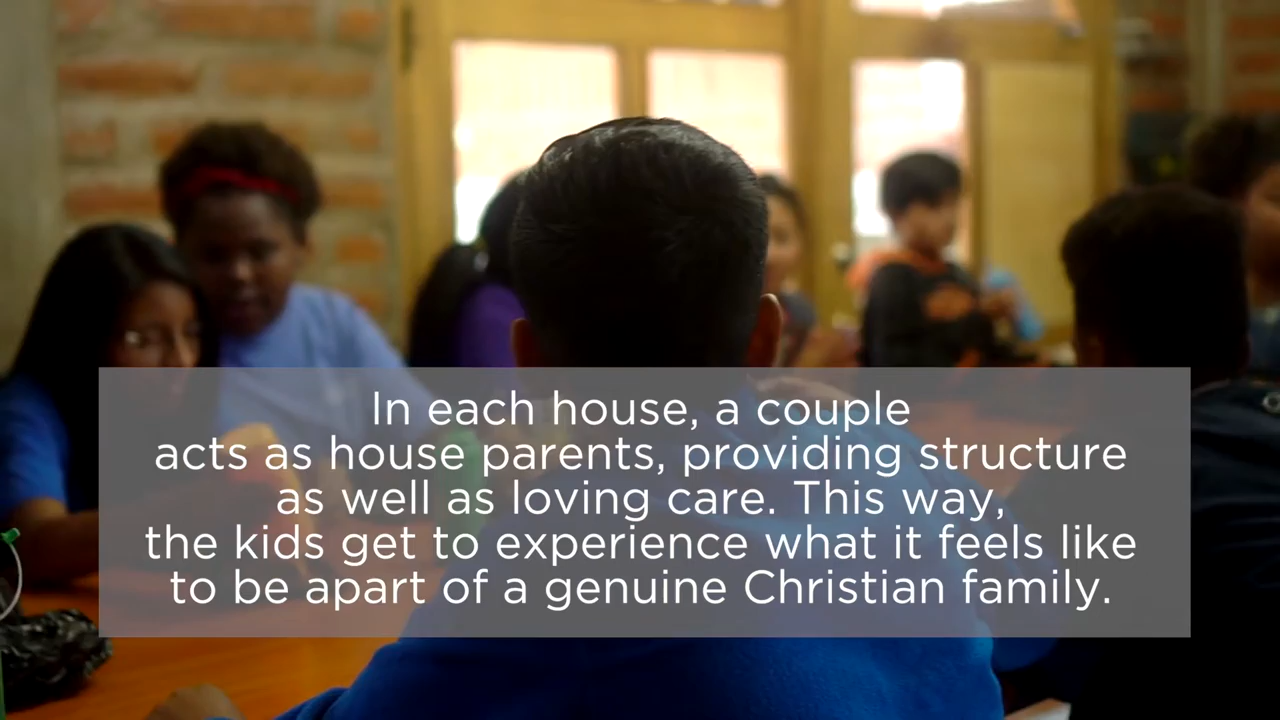 In each house, a couple
acts as house parents, providing structure
as well as loving care. This way,
the kids get to experience what it feels like
to be apart of a genuine Christian family.